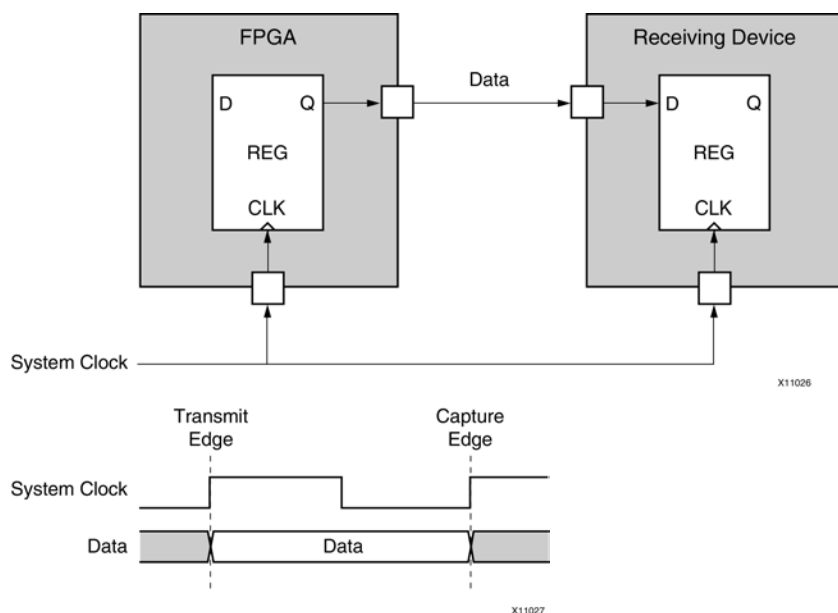 FPGA
Receiving Device
D
Q
REG
CLK
Data
D
Q
REG
CLK
System Clock
X11026
Transmit
Edge
Capture
Edge
System Clock
Data
Data
X11027